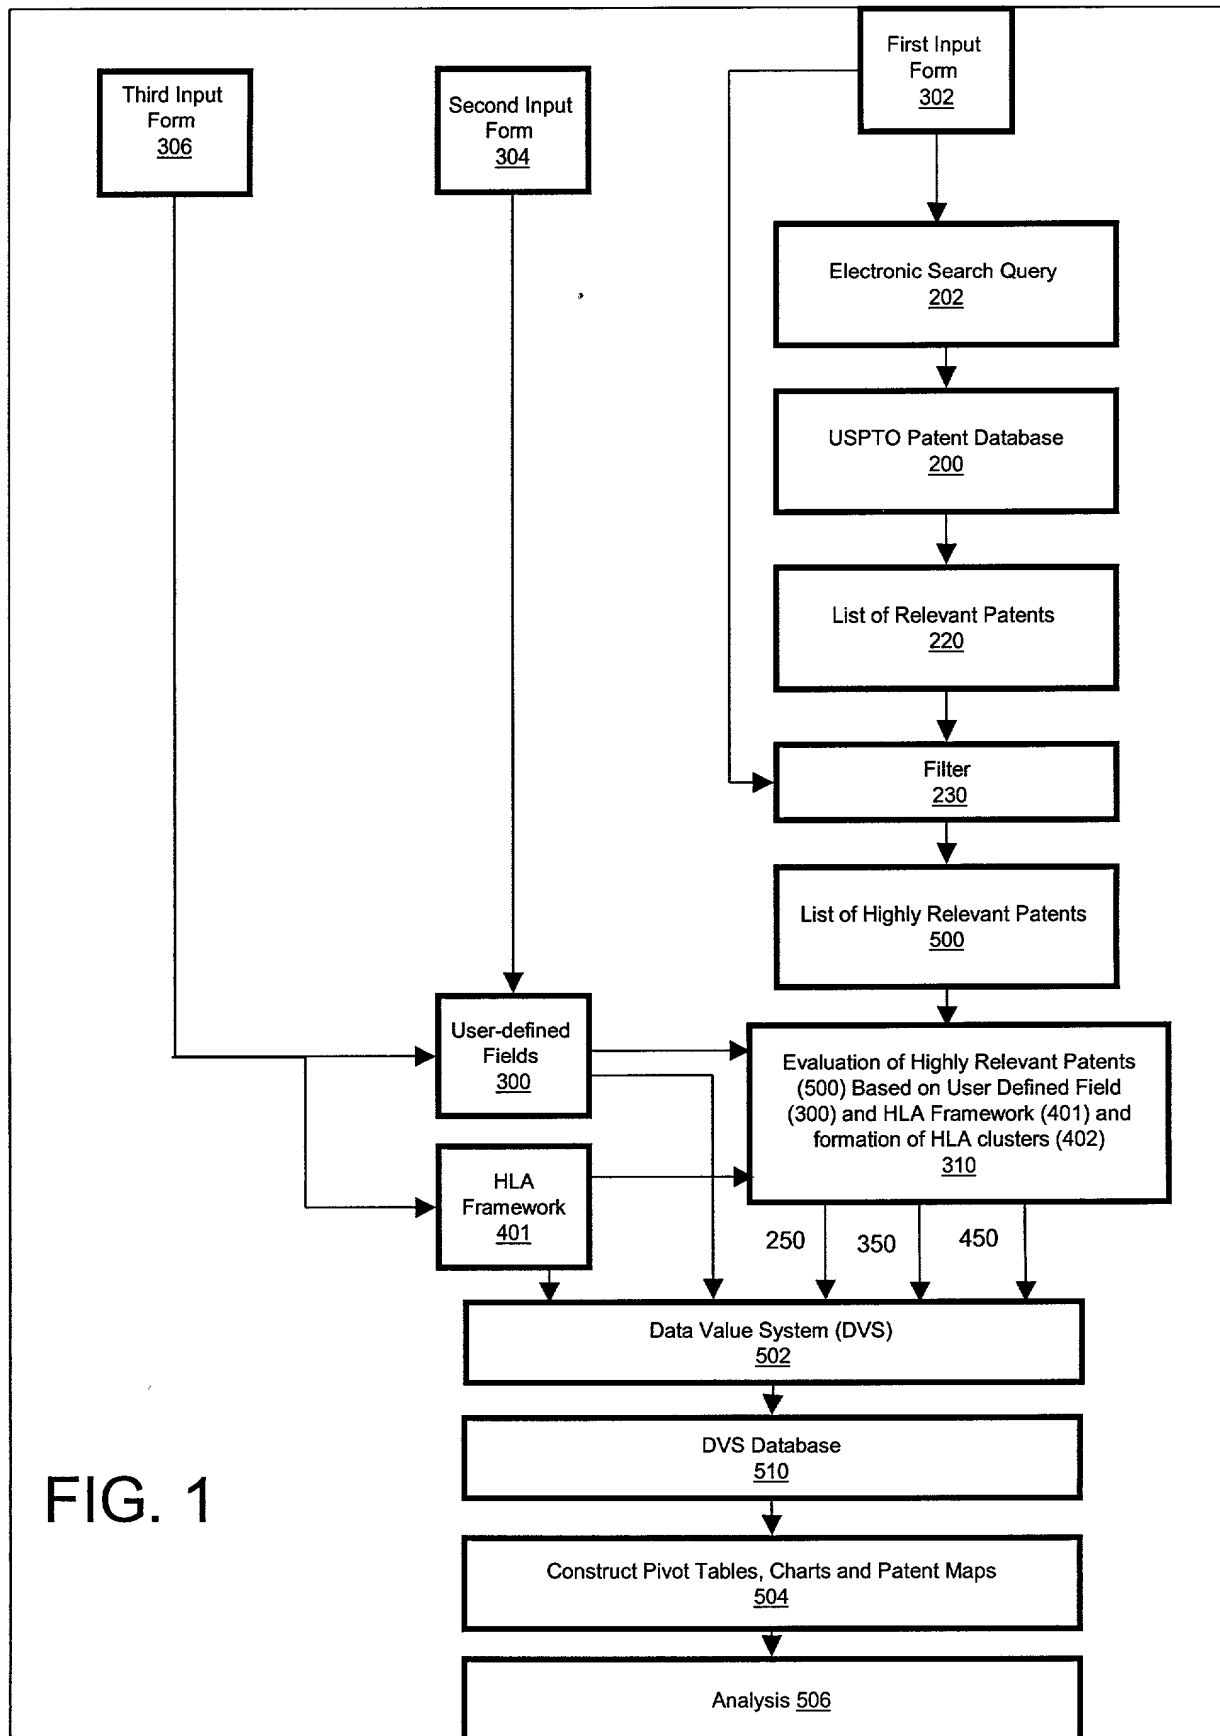 First Input
Form
302
Third Input
Form
306
Second Input
Form
304
Electronic Search Query
202
USPTO Patent Database
200
List of Relevant Patents
220
Filter
230
List of Highly Relevant Patents
500
User-defined
Fields
300
Evaluation of Highly Relevant Patents
(500) Based on User Defined Field
(300) and HLA Framework (401) and
formation of HLA clusters (402)
310
HLA
Framework
401
250
350
450
Data Value System (DVS)
502
DVS Database
510
FIG. 1
Construct Pivot Tables, Charts and Patent Maps
504
Analysis 506